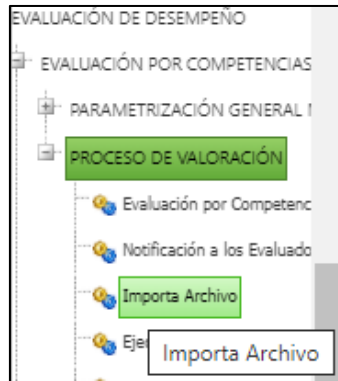 EVALUACIÓN DE DESEMPEÑO
EVALUACIÓN POR COMPETENCIAS
PARAMETRIZACIÓN GENERAL
PROCESO DE VALORACIÓN
Evaluación por Competenc
Notificación a los Evaluado
Importa Archivo
Ejer
Importa Archivo